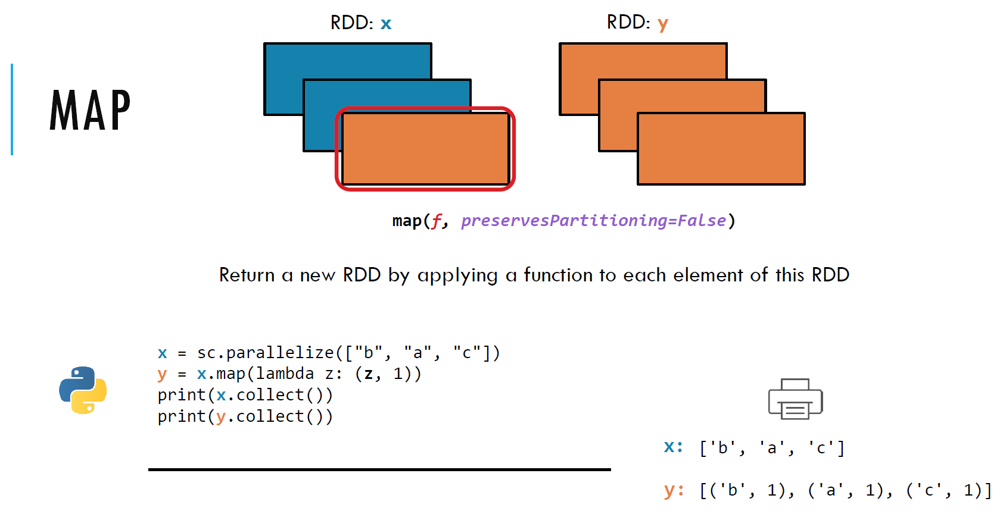 RDD: x
RDD: y
MAP
map(f, preservesPartitioning=False)
Return a new RDD by applying a function to each element of this RDD
x = sc.parallelize(["b", "a", "c"])
y = x.map(lambda z: (z, 1))
print(x.collect())
print(y.collect())
x: ['b', 'a', 'c']
y: [('b', 1), ('a', 1), ('c', 1)]